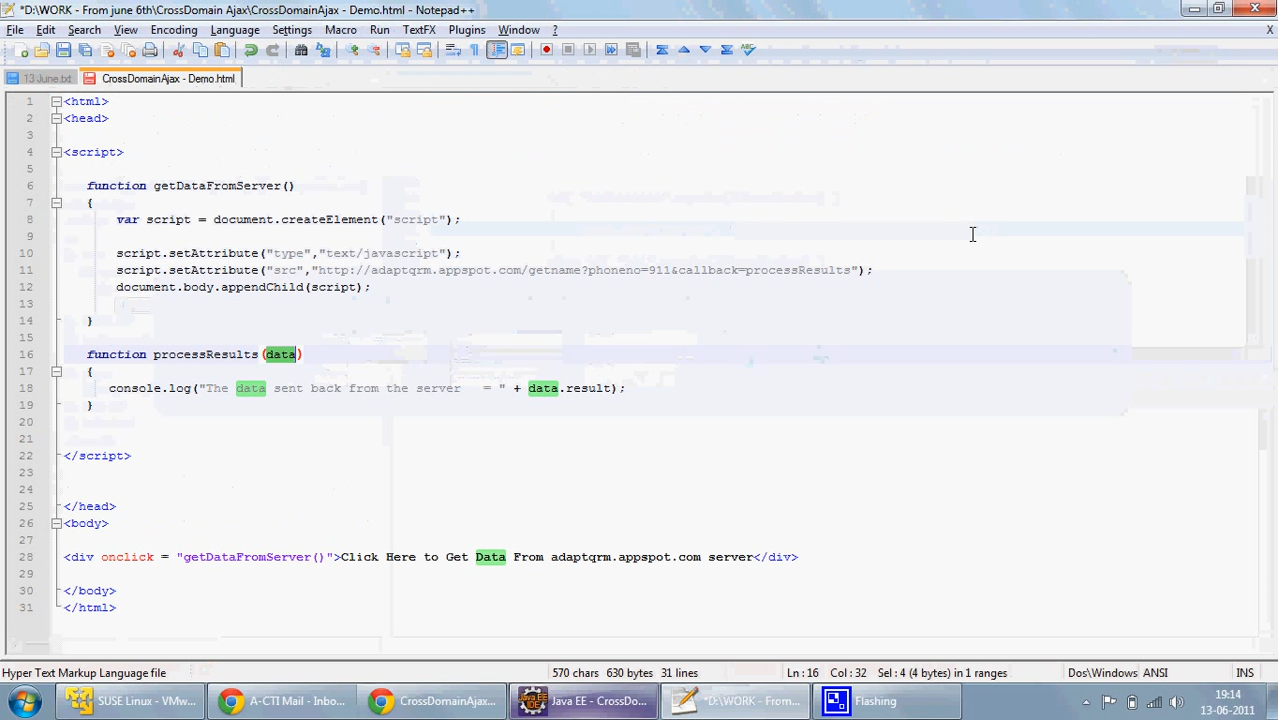 *D:\WORK - From june 6th\CrossDomain Ajax\CrossDomainAjax - Demo.html - Notepad++
File Edit Search View Encoding Language Settings Macro Run TextFX Plugins Window ? X
13 June.txt CrossDomainAjax - Demo.html
1 <html>
2 <head>
3
4 <script>
5
6 function getDataFromServer()
7 {
8 var script = document.createElement("script");
9
10 script.setAttribute("type","text/javascript");
11 script.setAttribute("src","http://adaptqrm.appspot.com/getname?phoneno=911&callback=processResults");
12 document.body.appendChild(script);
13
14 }
15
16 function processResults(data)
17 {
18 console.log("The data sent back from the server = " + data.result);
19 }
20
21
22 </script>
23
24
25 </head>
26 <body>
27
28 <div onclick = "getDataFromServer()">Click Here to Get Data From adaptqrm.appspot.com server</div>
29
30 </body>
31 </html>
Hyper Text Markup Language file 570 chars 630 bytes 31 lines Ln:16 Col:32 Sel:4 (4 bytes) in 1 ranges Dos\Windows ANSI INS
SUSE Linux - VMw... A-CTI Mail - Inbo... CrossDomainAjax... Java EE - CrossDo... *D:\WORK - From... Flashing 19:14
13-06-2011